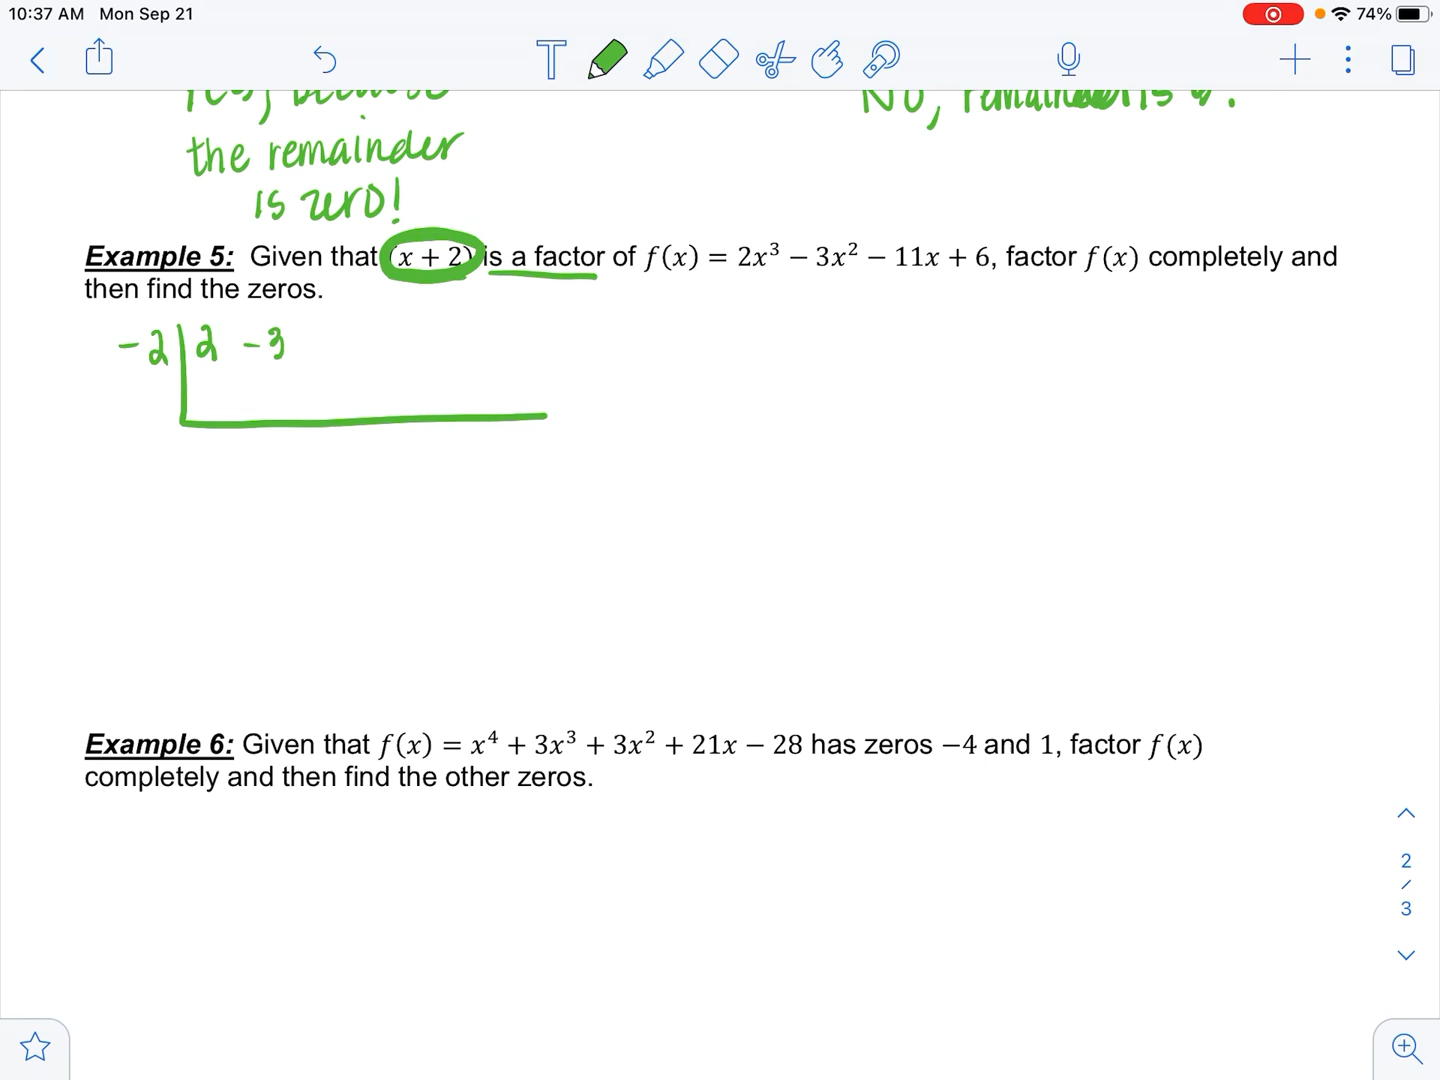 10:37 AM Mon Sep 21
74%
the remainder
is zero!
Example 5: Given that (x + 2) is a factor of f(x) = 2x³ − 3x² − 11x + 6, factor f(x) completely and
then find the zeros.
-2 2 -3
Example 6: Given that f(x) = x⁴ + 3x³ + 3x² + 21x − 28 has zeros −4 and 1, factor f(x)
completely and then find the other zeros.
2
/
3